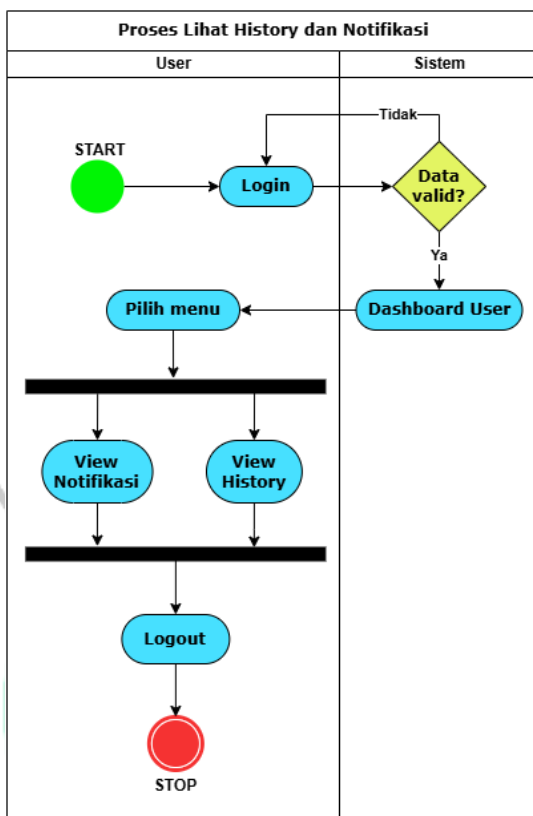 Proses Lihat History dan Notifikasi
User
Sistem
Tidak
START
Login
Data
valid?
Ya
Pilih menu
Dashboard User
View
Notifikasi
View
History
Logout
STOP